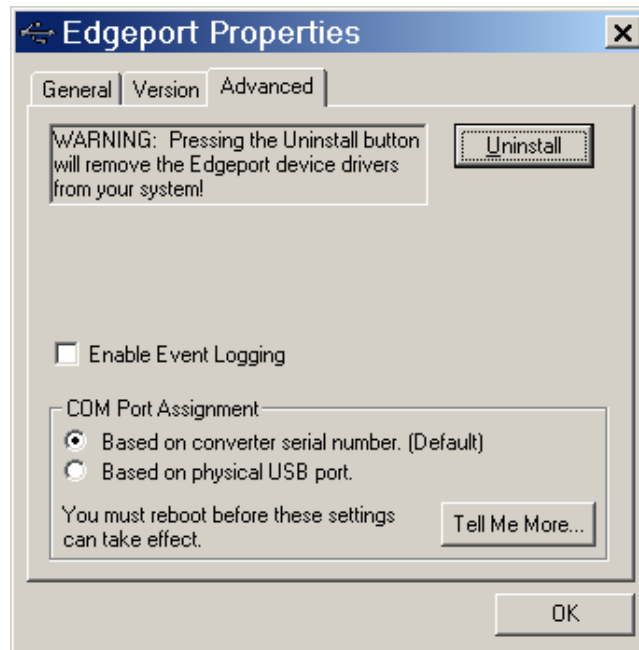 Edgeport Properties
General Version Advanced
WARNING: Pressing the Uninstall button
will remove the Edgeport device drivers
from your system!
Uninstall
Enable Event Logging
COM Port Assignment
Based on converter serial number. (Default)
Based on physical USB port.
You must reboot before these settings
can take effect.
Tell Me More...
OK